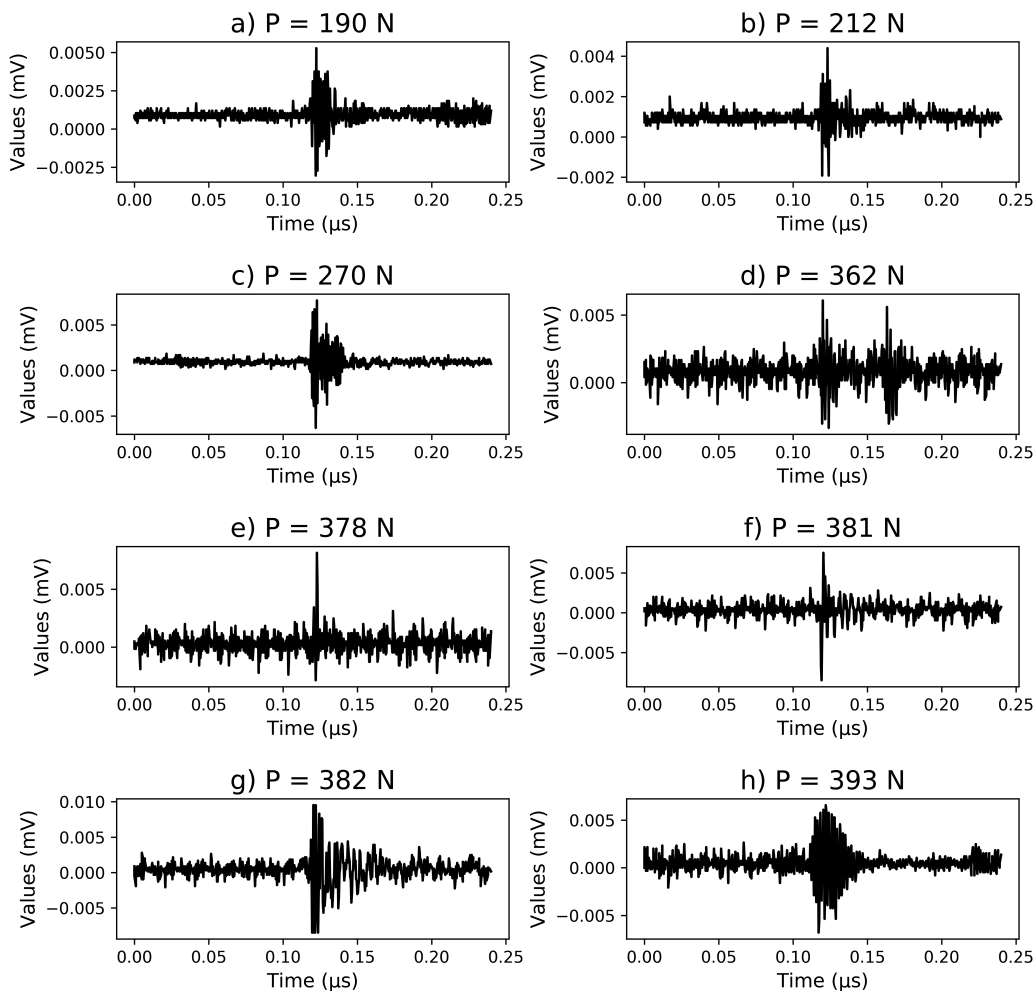 a) P = 190 N
Values (mV)
0.0050
0.0025
0.0000
−0.0025
0.00 0.05 0.10 0.15 0.20 0.25
Time (μs)
b) P = 212 N
Values (mV)
0.004
0.002
0.000
−0.002
0.00 0.05 0.10 0.15 0.20 0.25
Time (μs)
c) P = 270 N
Values (mV)
0.005
0.000
−0.005
0.00 0.05 0.10 0.15 0.20 0.25
Time (μs)
d) P = 362 N
Values (mV)
0.005
0.000
0.00 0.05 0.10 0.15 0.20 0.25
Time (μs)
e) P = 378 N
Values (mV)
0.005
0.000
0.00 0.05 0.10 0.15 0.20 0.25
Time (μs)
f) P = 381 N
Values (mV)
0.005
0.000
−0.005
0.00 0.05 0.10 0.15 0.20 0.25
Time (μs)
g) P = 382 N
Values (mV)
0.010
0.005
0.000
−0.005
0.00 0.05 0.10 0.15 0.20 0.25
Time (μs)
h) P = 393 N
Values (mV)
0.005
0.000
−0.005
0.00 0.05 0.10 0.15 0.20 0.25
Time (μs)